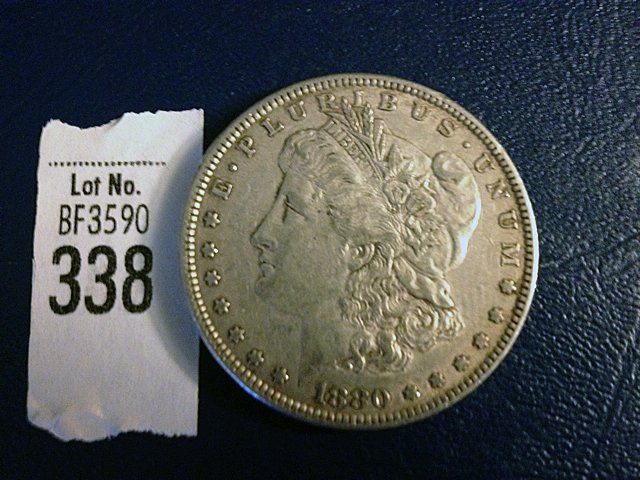 Lot No.
BF3590
338
E · PLURIBUS · UNUM
LIBERTY
1880